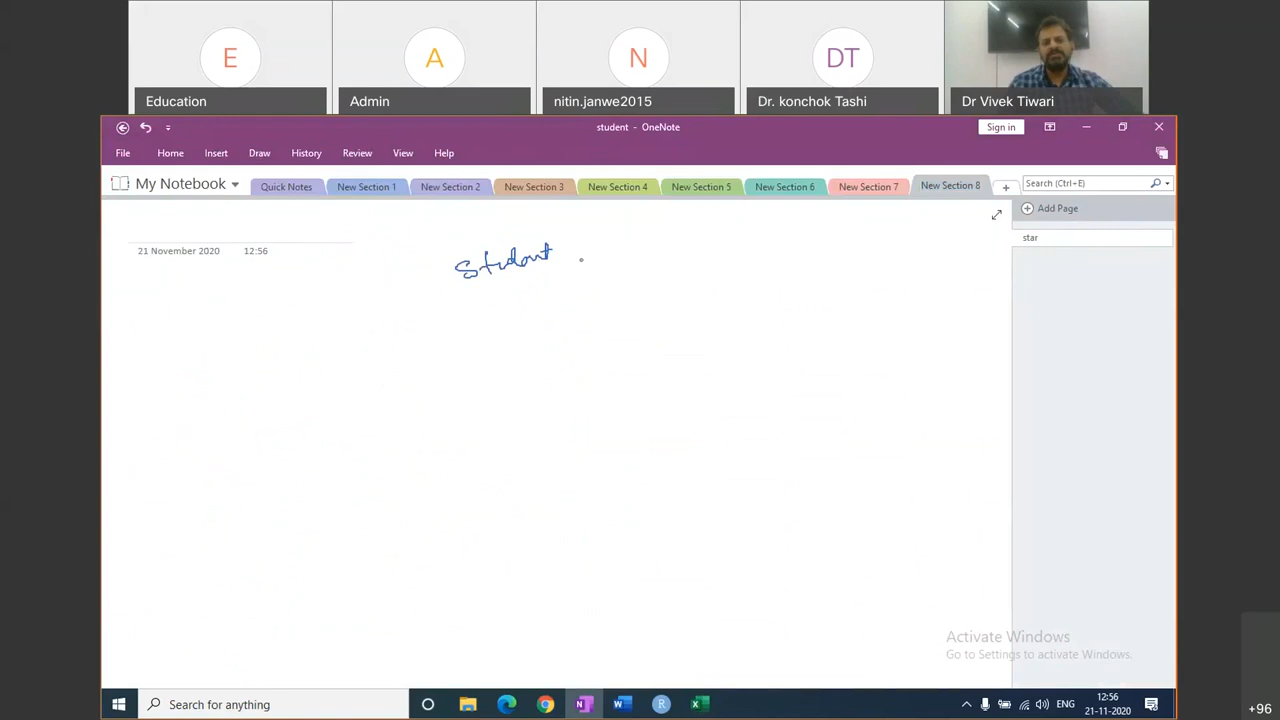 E
A
N
DT
Education
Admin
nitin.janwe2015
Dr. konchok Tashi
Dr Vivek Tiwari
student - OneNote
Sign in
File Home Insert Draw History Review View Help
My Notebook
Quick Notes New Section 1 New Section 2 New Section 3 New Section 4 New Section 5 New Section 6 New Section 7 New Section 8
Search (Ctrl+E)
Add Page
star
21 November 2020 12:56
Student
Activate Windows
Go to Settings to activate Windows.
Search for anything
ENG
12:56
21-11-2020
+96